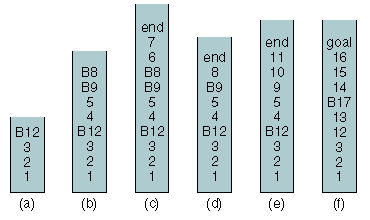 B12
3
2
1
(a)
B8
B9
5
4
B12
3
2
1
(b)
end
7
6
B8
B9
5
4
B12
3
2
1
(c)
end
8
B9
5
4
B12
3
2
1
(d)
end
11
10
9
5
4
B12
3
2
1
(e)
goal
16
15
14
B17
13
12
3
2
1
(f)